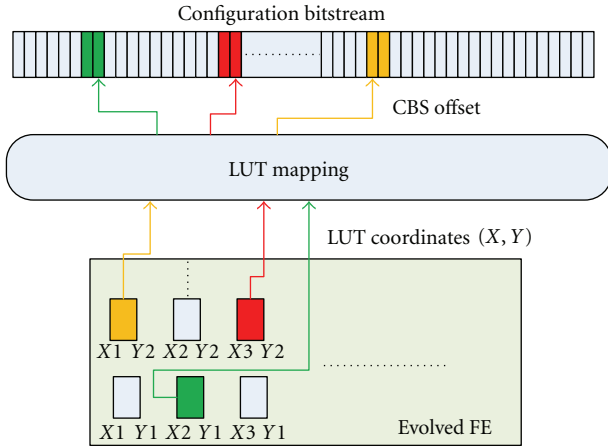 Configuration bitstream
CBS offset
LUT mapping
LUT coordinates (X, Y)
X1 Y2 X2 Y2 X3 Y2
X1 Y1 X2 Y1 X3 Y1
Evolved FE